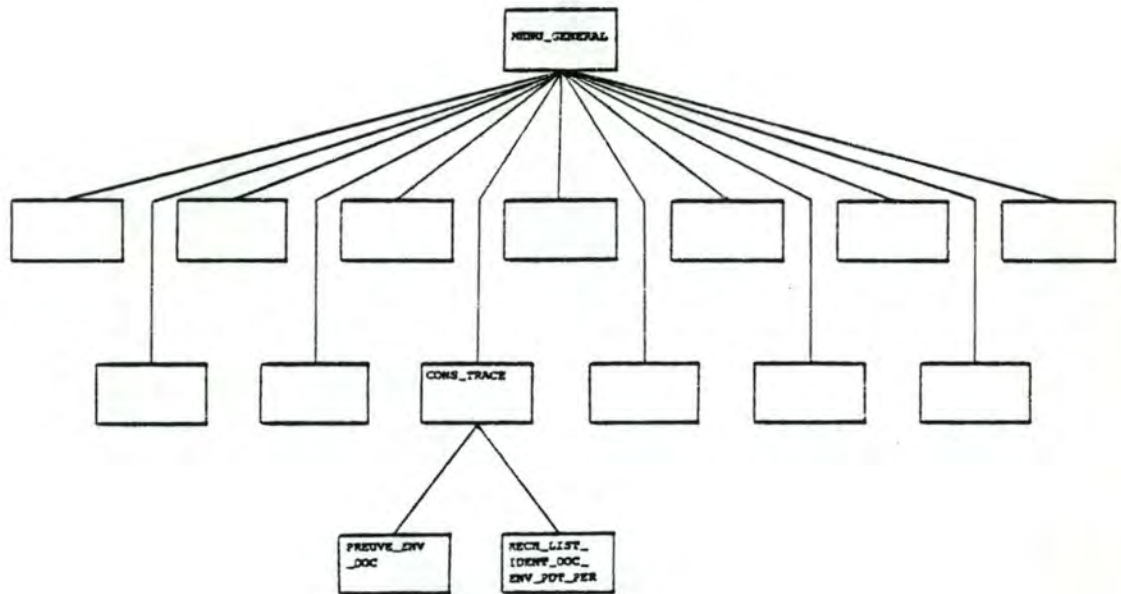 MENU_GENERAL
CONS_TRACE
PREUVE_ENV
_DOC
RECH_LIST_
IDENT_DOC_
ENV_PDT_PER